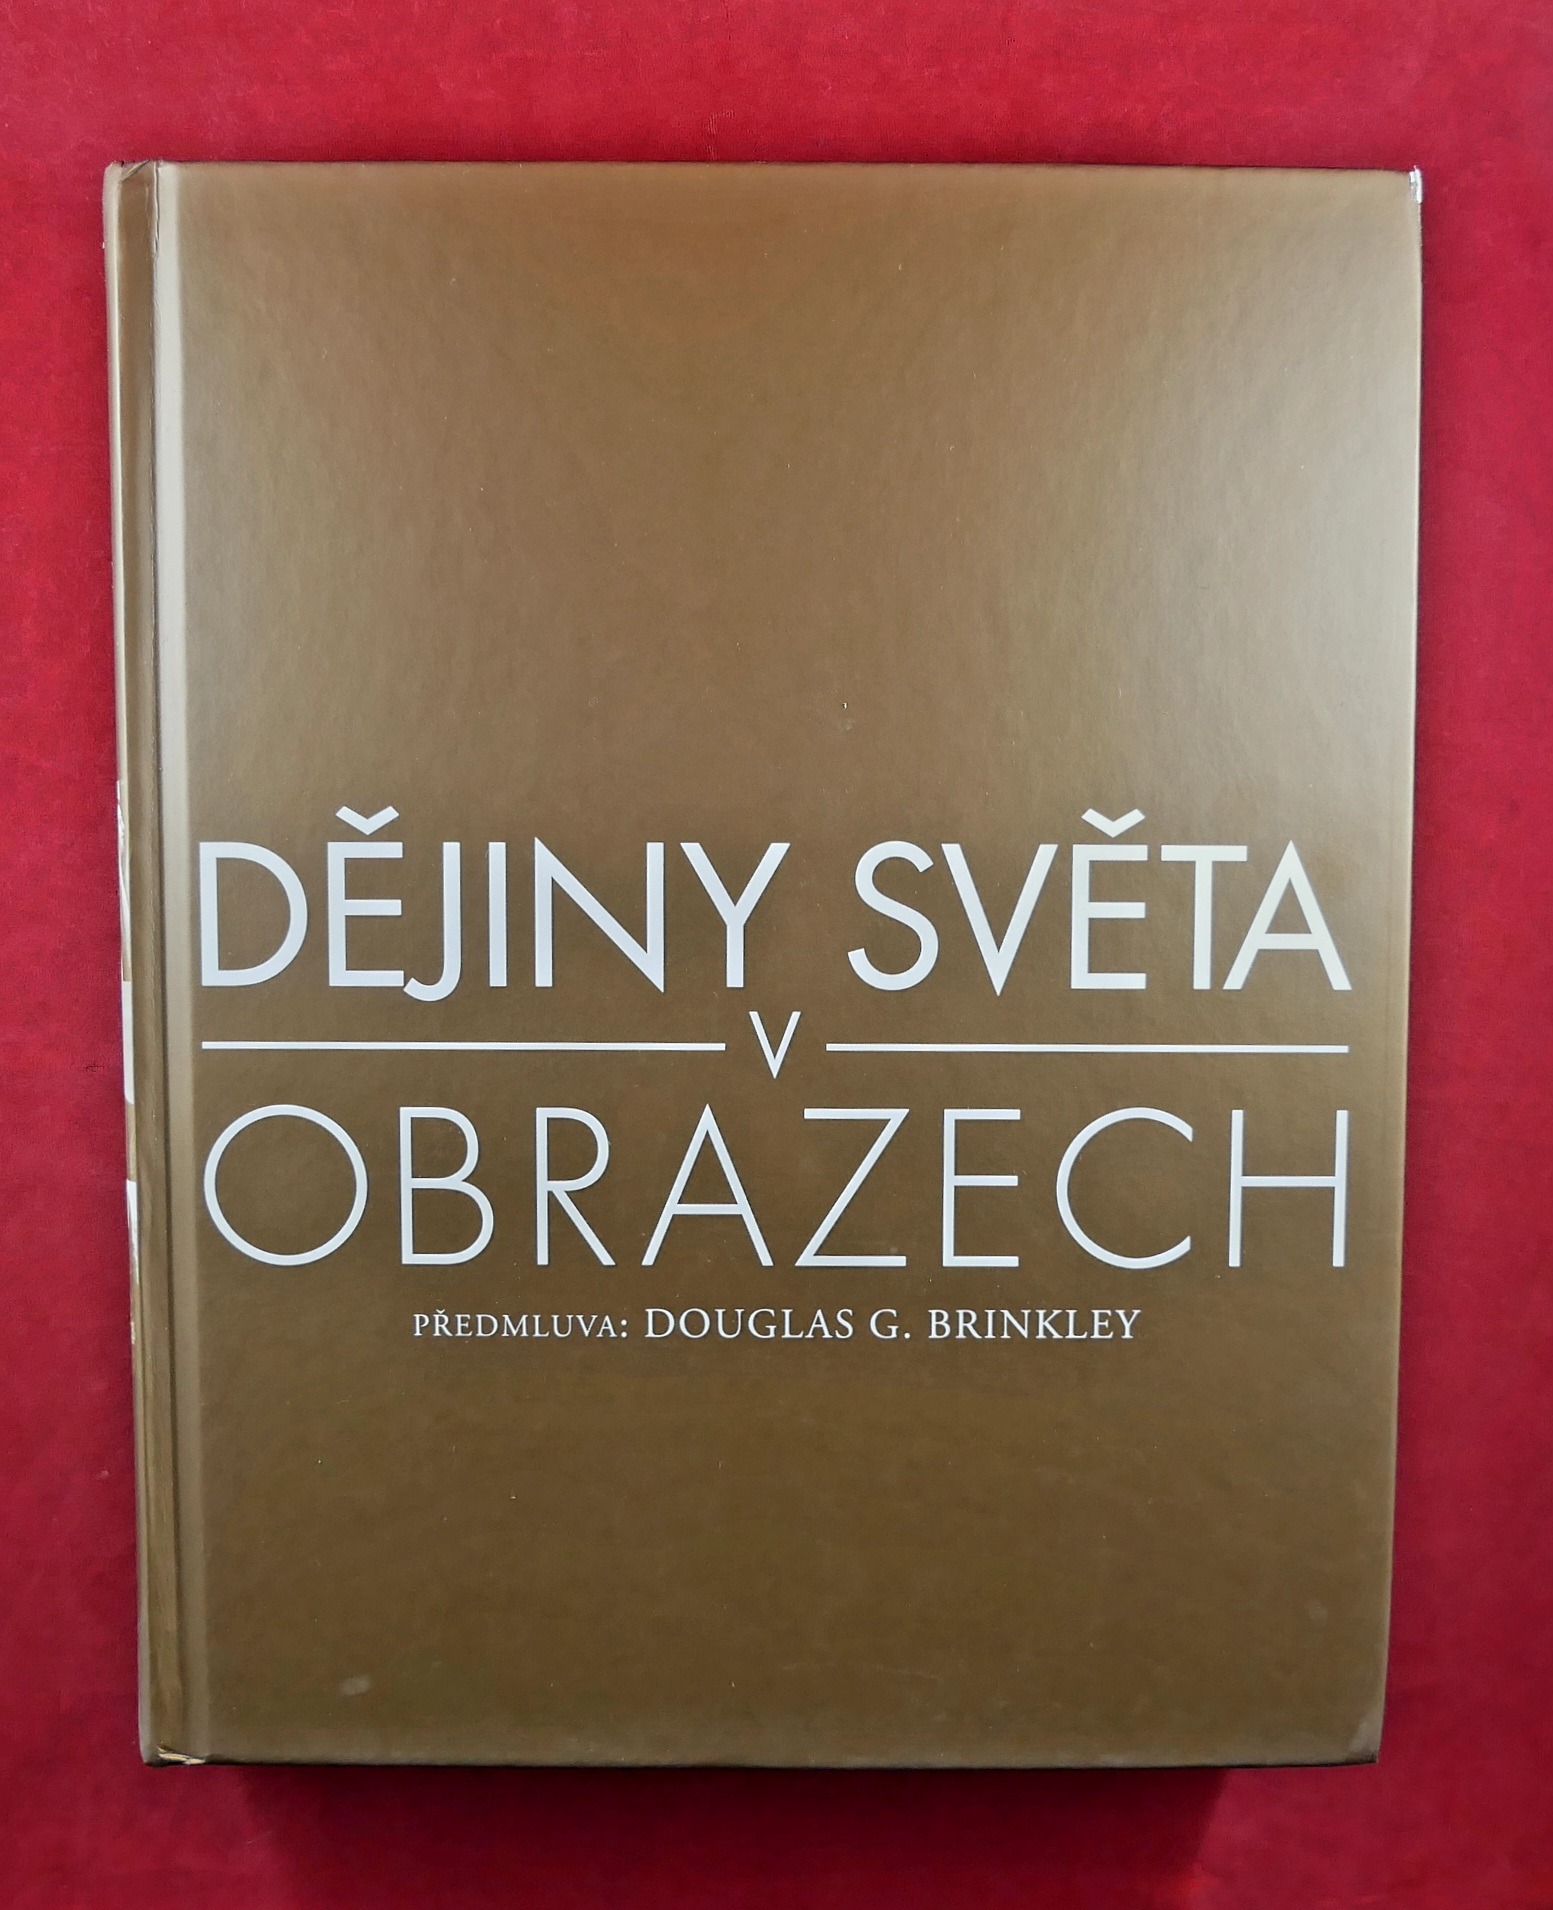 DĚJINY SVĚTA
V
OBRAZECH
PŘEDMLUVA: DOUGLAS G. BRINKLEY